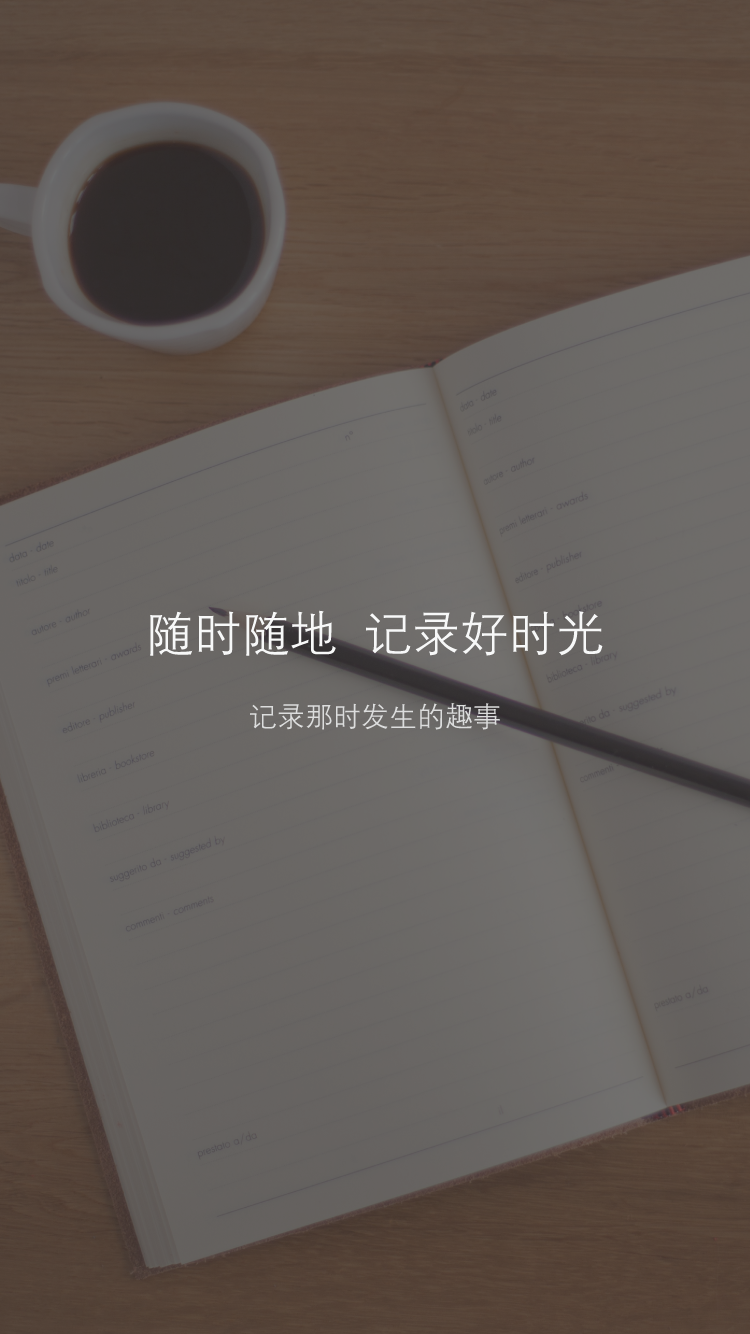 随时随地 记录好时光
记录那时发生的趣事
data · date
titolo · title
autore · author
premi letterari · awards
editore · publisher
libreria · bookstore
biblioteca · library
suggerito da · suggested by
commenti · comments
prestato a/da
data · date
titolo · title
autore · author
premi letterari · awards
editore · publisher
bookstore
biblioteca · library
suggested by
commenti
prestato a/da